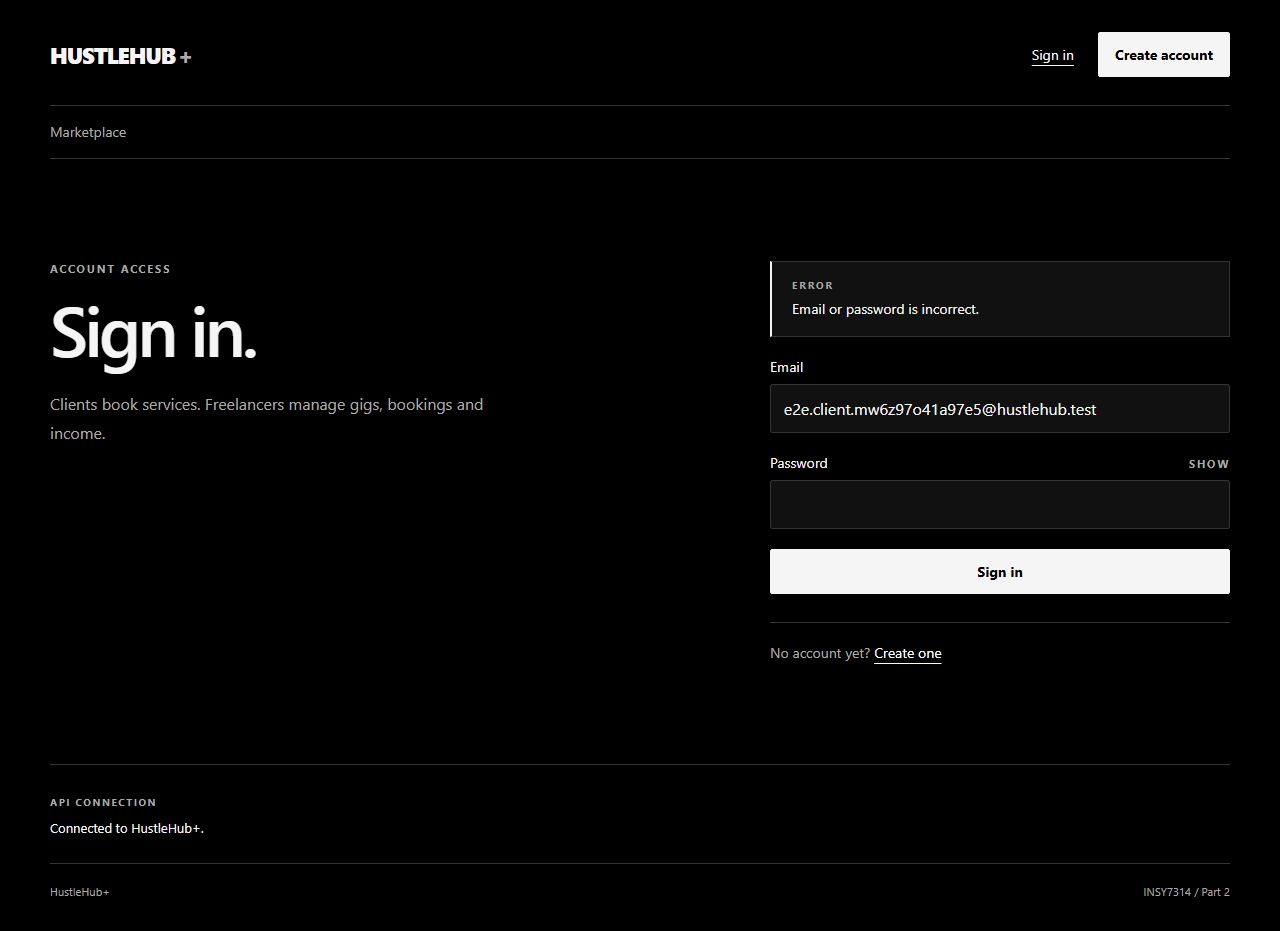 HUSTLEHUB +
Sign in
Create account
Marketplace
ACCOUNT ACCESS
Sign in.
Clients book services. Freelancers manage gigs, bookings and
income.
ERROR
Email or password is incorrect.
Email
e2e.client.mw6z97o41a97e5@hustlehub.test
Password
SHOW
Sign in
No account yet? Create one
API CONNECTION
Connected to HustleHub+.
HustleHub+
INSY7314 / Part 2